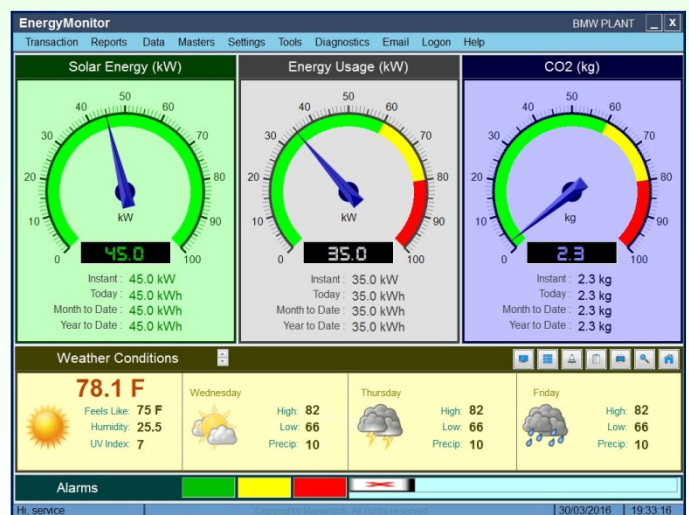 EnergyMonitor BMW PLANT _ X
Transaction Reports Data Masters Settings Tools Diagnostics Email Logon Help
Solar Energy (kW)
0 10 20 30 40 50 60 70 80 90 100
kW
45.0
Instant : 45.0 kW
Today : 45.0 kWh
Month to Date : 45.0 kWh
Year to Date : 45.0 kWh
Energy Usage (kW)
0 10 20 30 40 50 60 70 80 90 100
kW
35.0
Instant : 35.0 kW
Today : 35.0 kWh
Month to Date : 35.0 kWh
Year to Date : 35.0 kWh
CO2 (kg)
0 10 20 30 40 50 60 70 80 90 100
kg
2.3
Instant : 2.3 kg
Today : 2.3 kg
Month to Date : 2.3 kg
Year to Date : 2.3 kg
Weather Conditions
78.1 F
Feels Like: 75 F
Humidity: 25.5
UV Index: 7
Wednesday
High: 82
Low: 66
Precip: 10
Thursday
High: 82
Low: 66
Precip: 10
Friday
High: 82
Low: 66
Precip: 10
Alarms
Hi, service
All rights reserved
30/03/2016 19:33:16